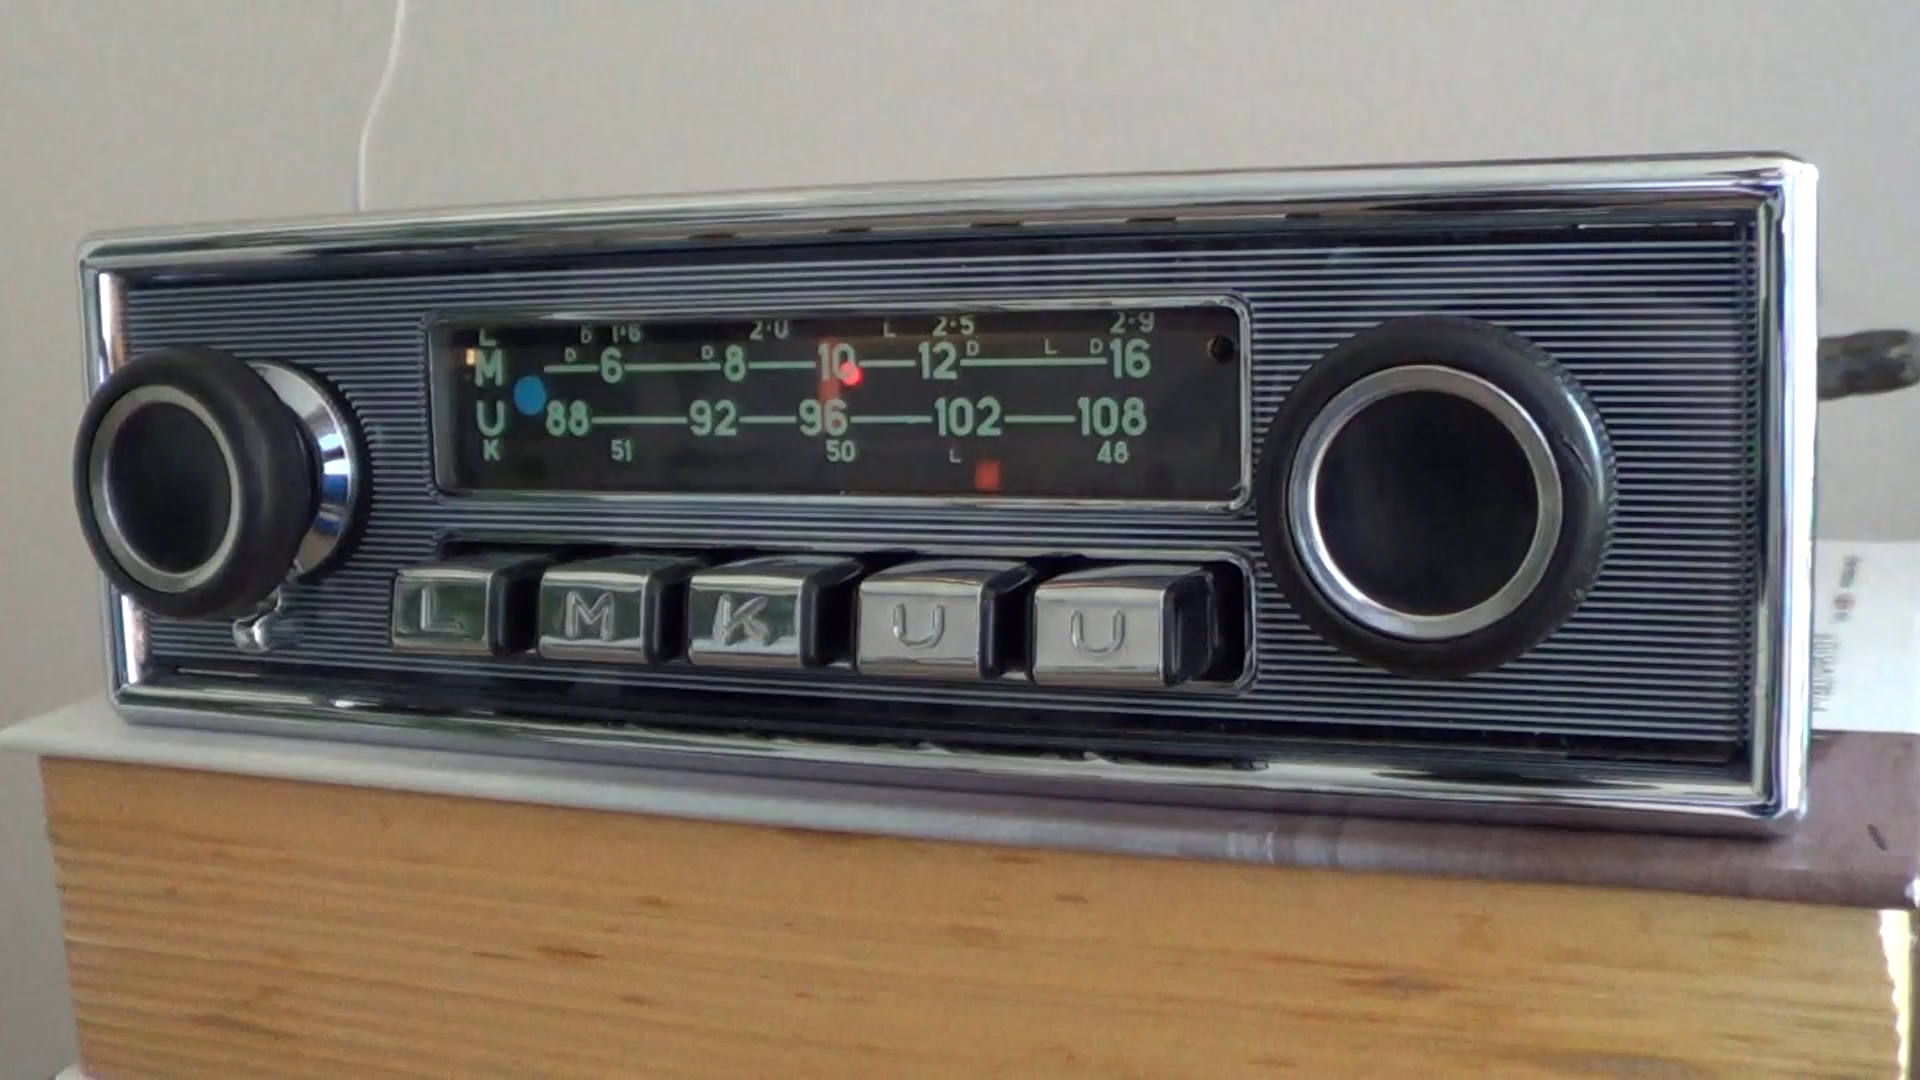 L D 1·6 2·0 L 2·5 2·9
M D 6 D 8 10 12 D L D 16
U 88 92 96 102 108
K 51 50 L 48
L M K U U